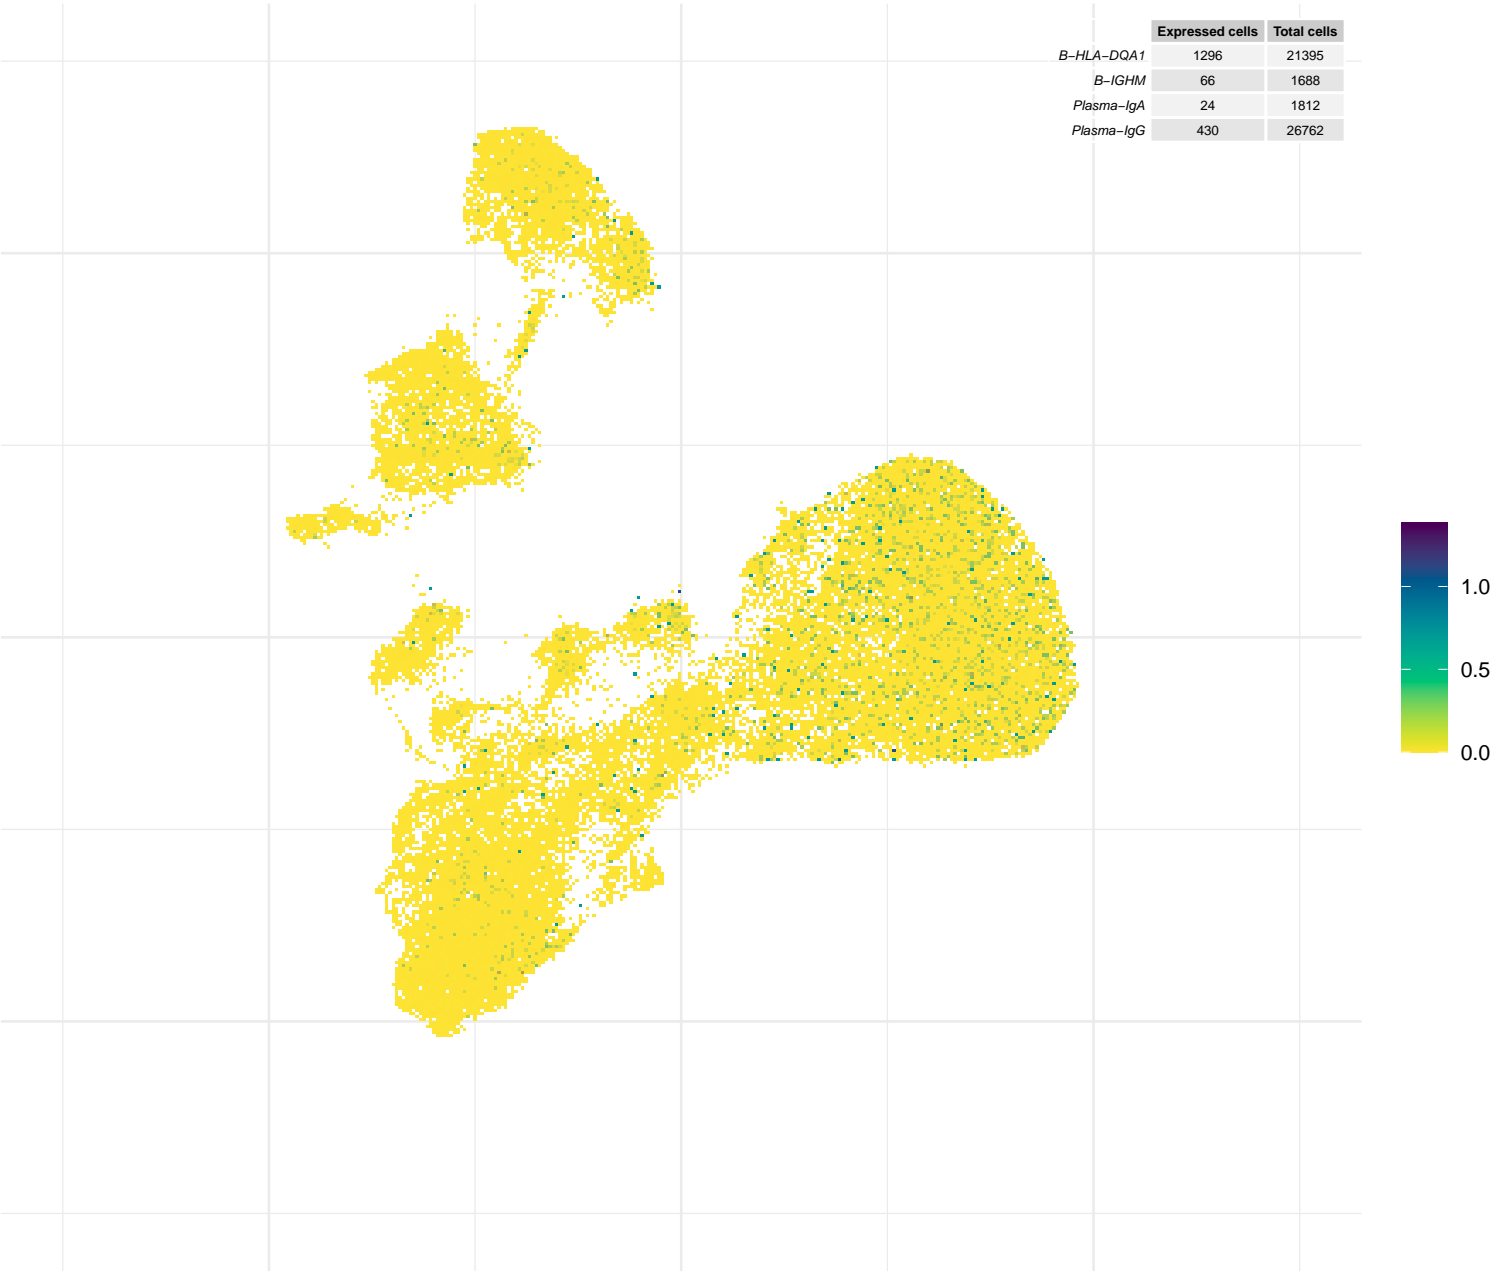 Expressed cells Total cells
B-HLA-DQA1 1296 21395
B-IGHM 66 1688
Plasma-IgA 24 1812
Plasma-IgG 430 26762
1.0
0.5
0.0